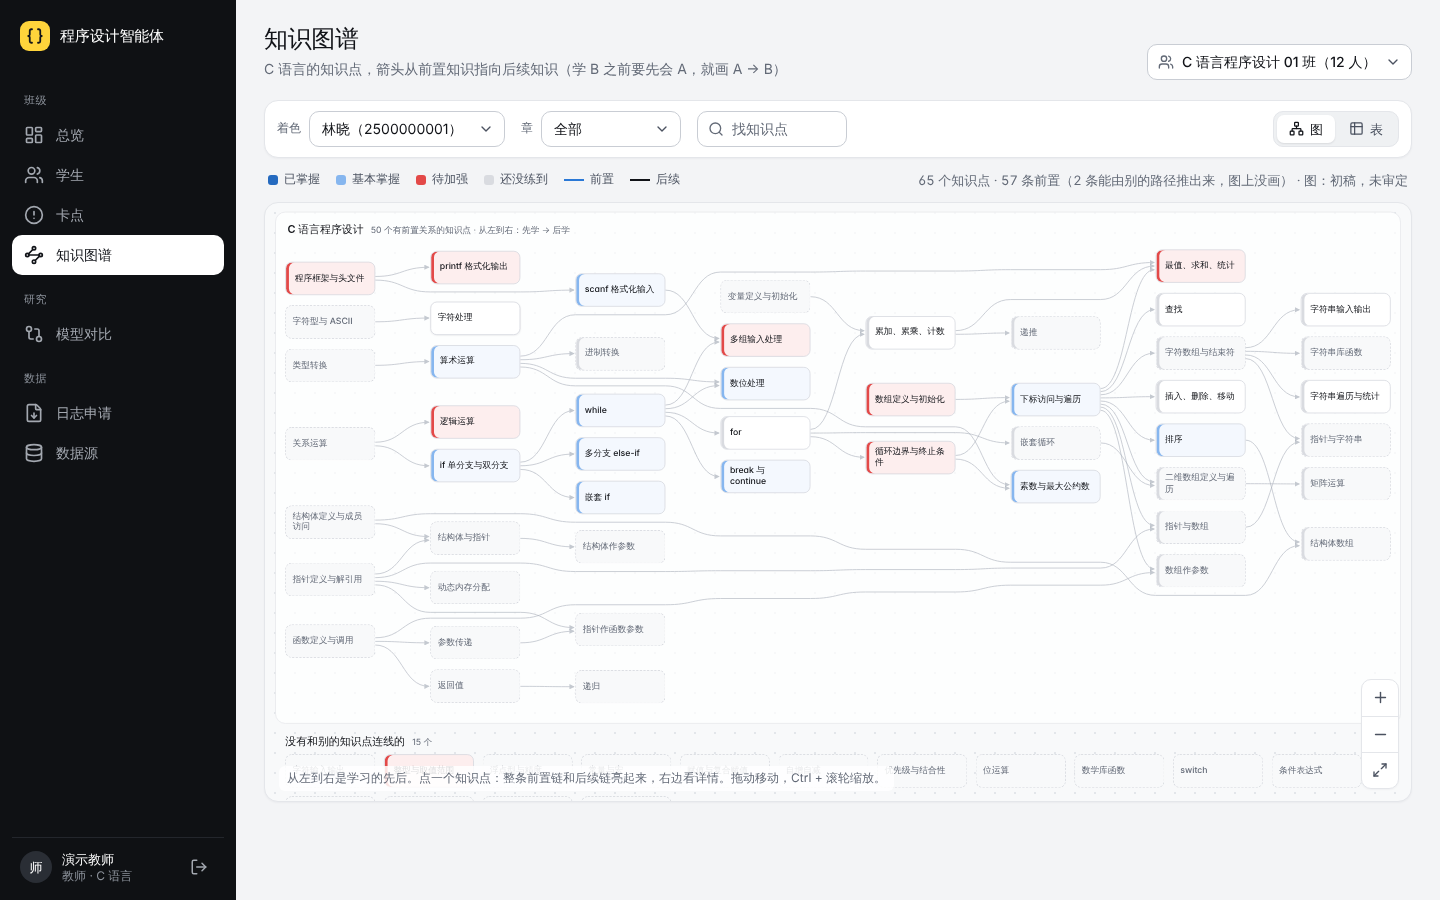 程序设计智能体
班级
总览
学生
卡点
知识图谱
研究
模型对比
数据
日志申请
数据源
师
演示教师
教师 · C 语言
知识图谱
C 语言的知识点，箭头从前置知识指向后续知识（学 B 之前要先会 A，就画 A → B）
C 语言程序设计 01 班（12 人）
着色
林晓（2500000001）
章
全部
找知识点
图
表
已掌握
基本掌握
待加强
还没练到
前置
后续
65 个知识点 · 57 条前置（2 条能由别的路径推出来，图上没画） · 图：初稿，未审定
C 语言程序设计 50 个有前置关系的知识点 · 从左到右：先学 → 后学
程序框架与头文件
字符型与 ASCII
类型转换
关系运算
结构体定义与成员
访问
指针定义与解引用
函数定义与调用
printf 格式化输出
字符处理
算术运算
逻辑运算
if 单分支与双分支
结构体与指针
动态内存分配
参数传递
返回值
scanf 格式化输入
进制转换
while
多分支 else-if
嵌套 if
结构体作参数
指针作函数参数
递归
变量定义与初始化
多组输入处理
数位处理
for
break 与
continue
累加、累乘、计数
数组定义与初始化
循环边界与终止条
件
递推
下标访问与遍历
嵌套循环
素数与最大公约数
最值、求和、统计
查找
字符数组与结束符
插入、删除、移动
排序
二维数组定义与遍
历
指针与数组
数组作参数
字符串输入输出
字符串库函数
字符串遍历与统计
指针与字符串
矩阵运算
结构体数组
没有和别的知识点连线的 15 个
先级与结合性
位运算
数学库函数
switch
条件表达式
从左到右是学习的先后。点一个知识点：整条前置链和后续链亮起来，右边看详情。拖动移动，Ctrl + 滚轮缩放。